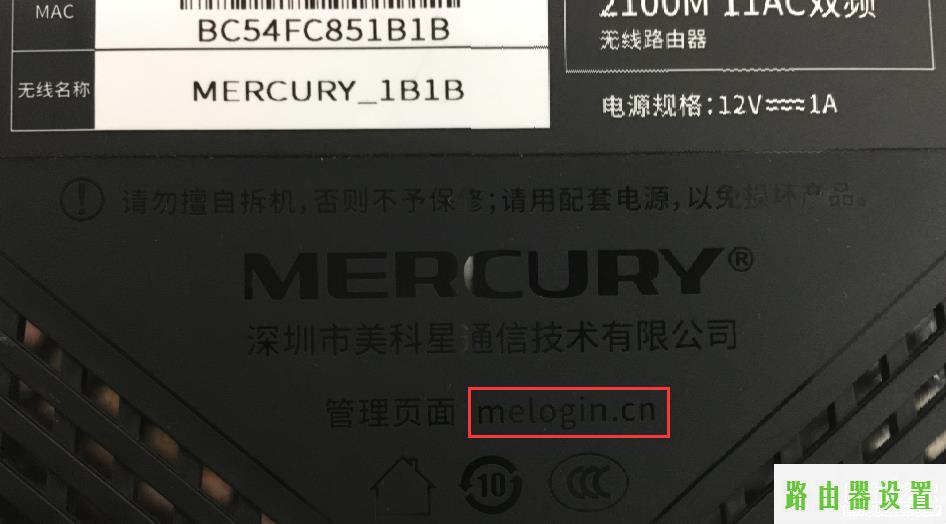 MAC
BC54FC851B1B
2100M 11AC双频
无线路由器
无线名称
MERCURY_1B1B
电源规格:12V⎓1A
请勿擅自拆机,否则不予保修;请用配套电源,以免损坏产品。
MERCURY®
深圳市美科星通信技术有限公司
管理页面 melogin.cn
10
CCC
路由器设置